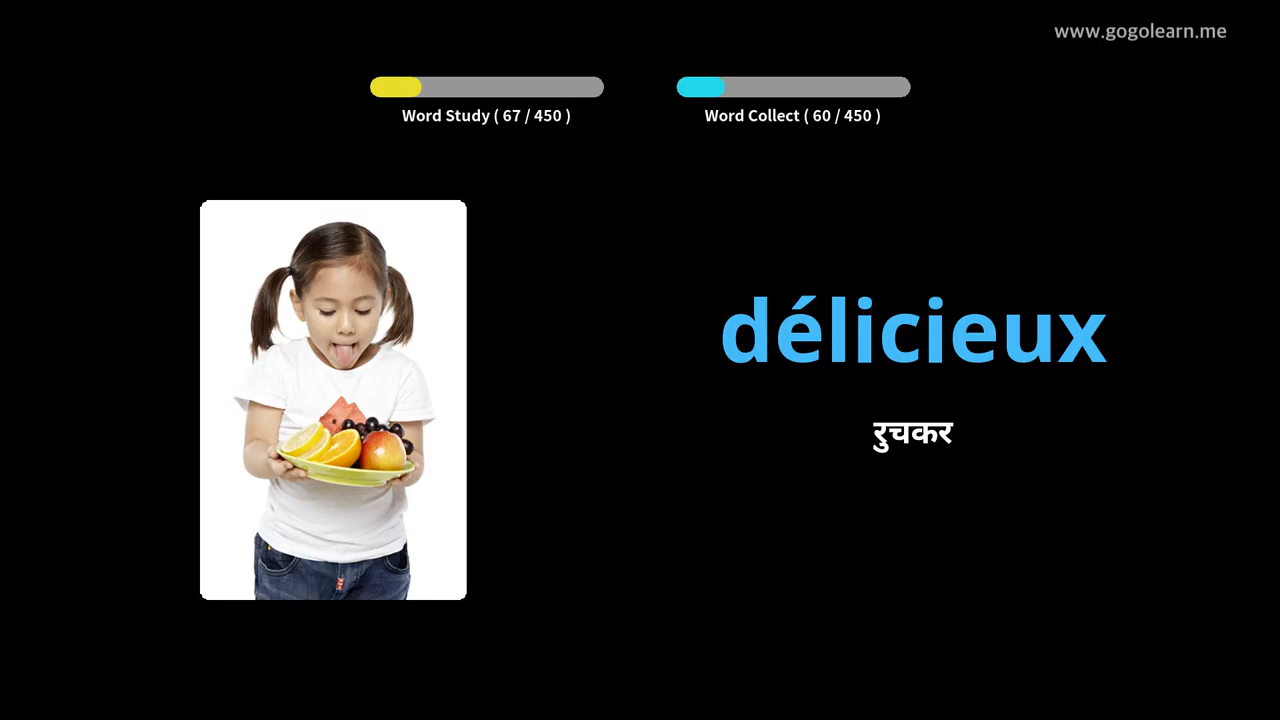 www.gogolearn.me
Word Study ( 67 / 450 )
Word Collect ( 60 / 450 )
délicieux
रुचकर